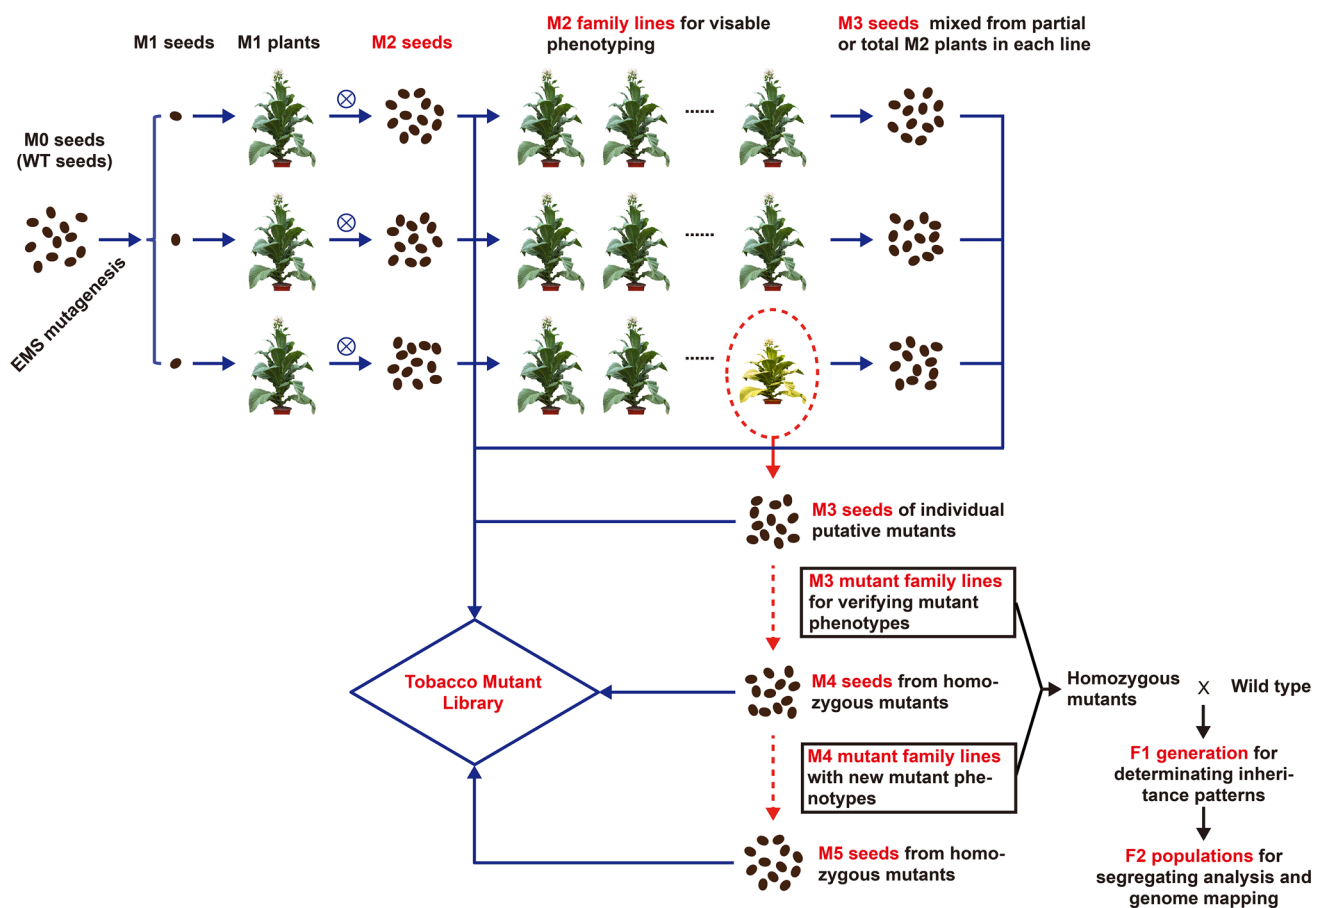 M1 seeds
M1 plants
M2 seeds
M2 family lines for visable
phenotyping
M3 seeds mixed from partial
or total M2 plants in each line
M0 seeds
(WT seeds)
EMS mutagenesis
......
......
......
M3 seeds of individual
putative mutants
M3 mutant family lines
for verifying mutant
phenotypes
Tobacco Mutant
Library
M4 seeds from homo-
zygous mutants
Homozygous
mutants
X
Wild type
M4 mutant family lines
with new mutant phe-
notypes
F1 generation for
determinating inheri-
tance patterns
M5 seeds from homo-
zygous mutants
F2 populations for
segregating analysis and
genome mapping